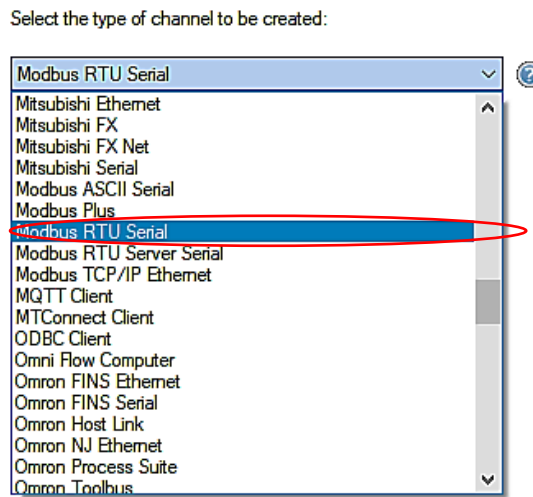 Select the type of channel to be created:
Modbus RTU Serial
Mitsubishi Ethernet
Mitsubishi FX
Mitsubishi FX Net
Mitsubishi Serial
Modbus ASCII Serial
Modbus Plus
Modbus RTU Serial
Modbus RTU Server Serial
Modbus TCP/IP Ethernet
MQTT Client
MTConnect Client
ODBC Client
Omni Flow Computer
Omron FINS Ethernet
Omron FINS Serial
Omron Host Link
Omron NJ Ethernet
Omron Process Suite
Omron Toolbus